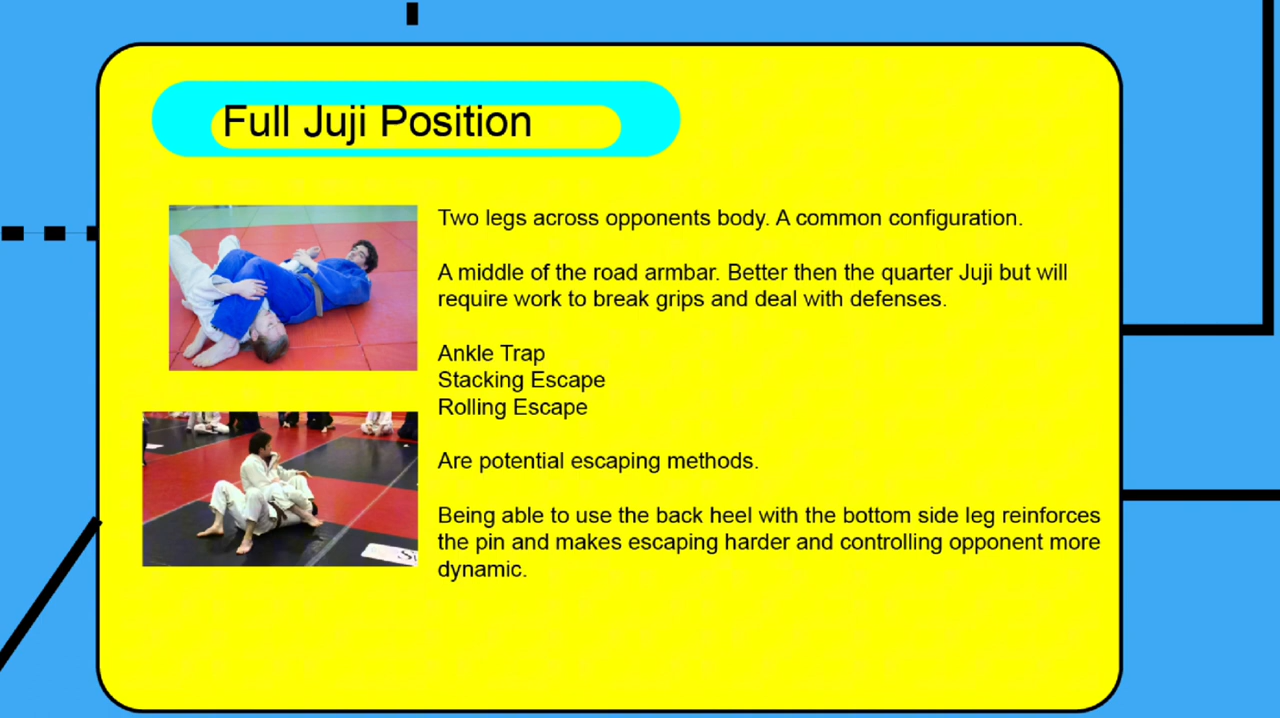 Full Juji Position
Two legs across opponents body. A common configuration.
A middle of the road armbar. Better then the quarter Juji but will
require work to break grips and deal with defenses.
Ankle Trap
Stacking Escape
Rolling Escape
Are potential escaping methods.
Being able to use the back heel with the bottom side leg reinforces
the pin and makes escaping harder and controlling opponent more
dynamic.